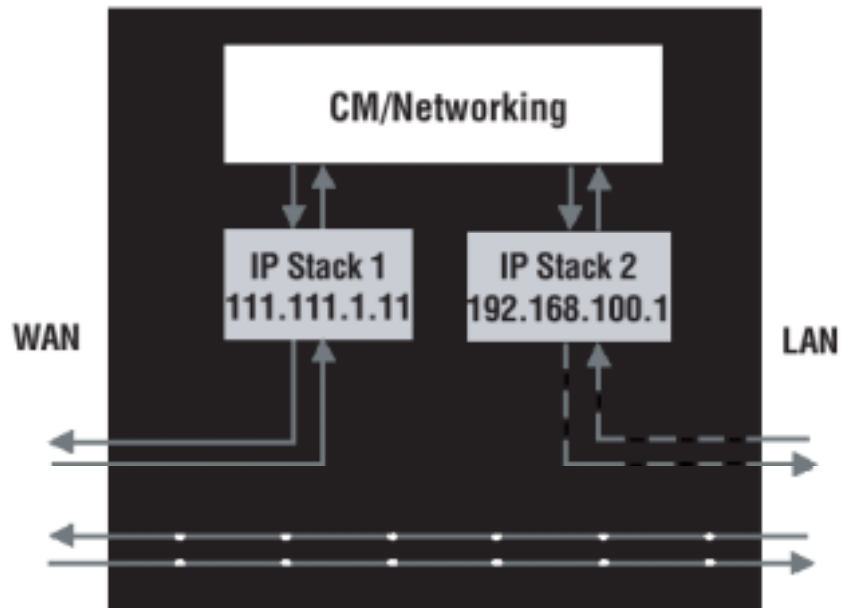 CM/Networking
IP Stack 1
111.111.1.11
IP Stack 2
192.168.100.1
WAN
LAN